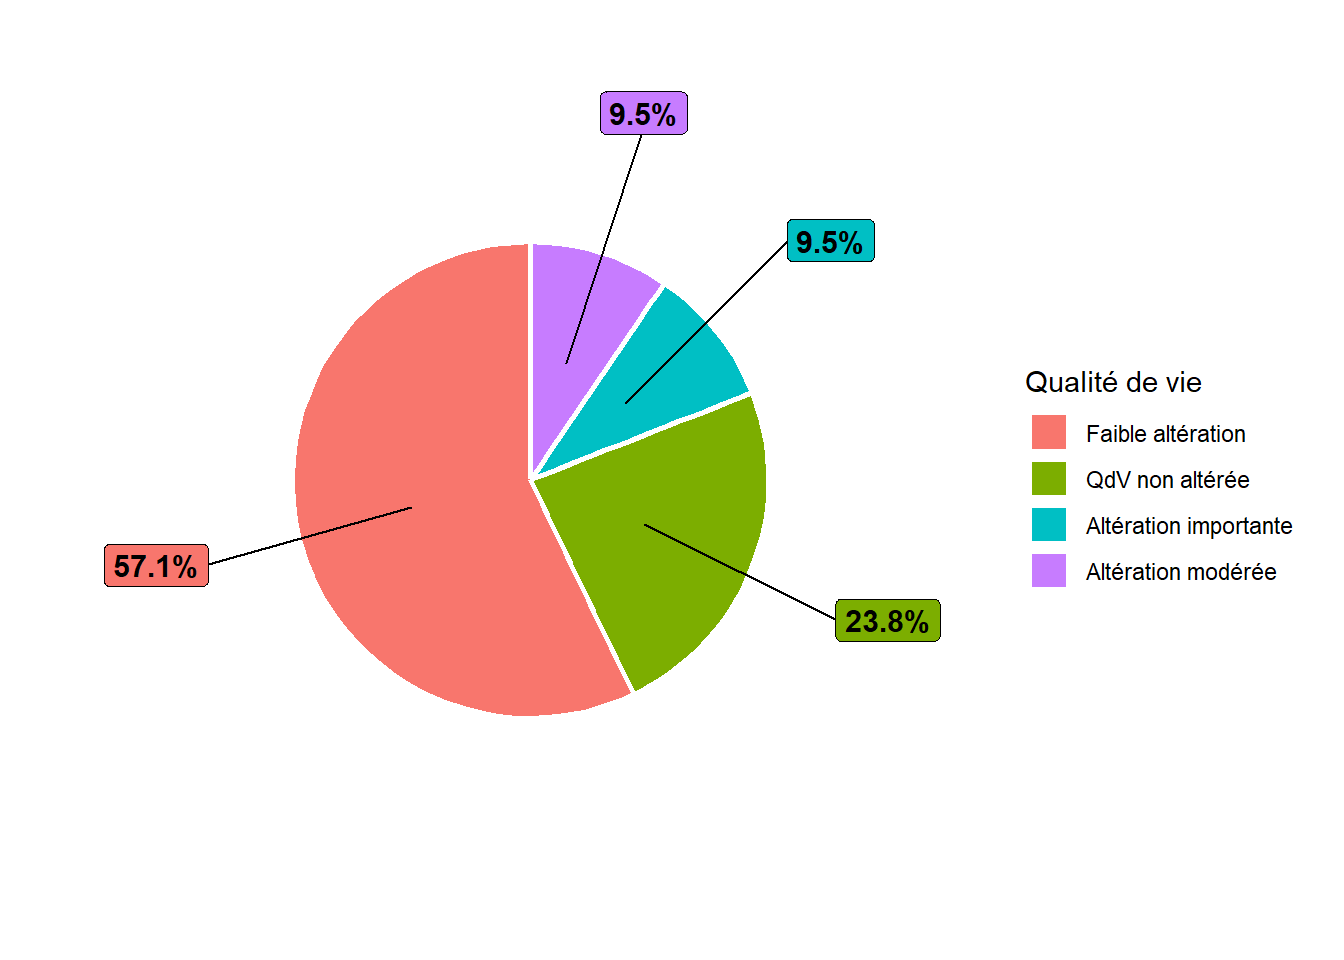 9.5%
9.5%
57.1%
23.8%
Qualité de vie
Faible altération
QdV non altérée
Altération importante
Altération modérée